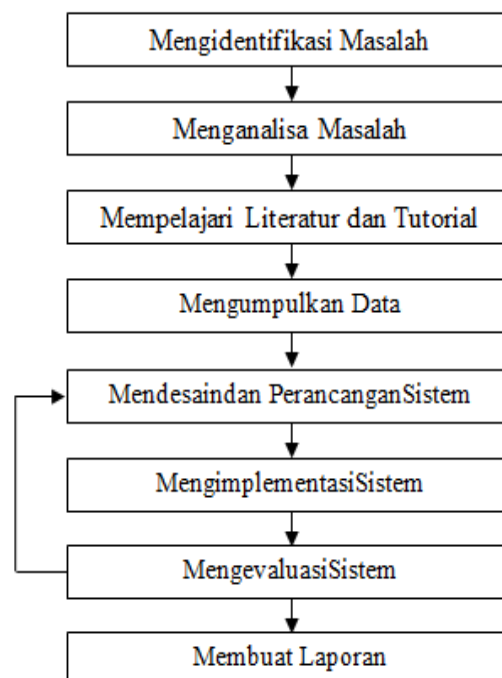 Mengidentifikasi Masalah
Menganalisa Masalah
Mempelajari Literatur dan Tutorial
Mengumpulkan Data
Mendesaindan PerancanganSistem
MengimplementasiSistem
MengevaluasiSistem
Membuat Laporan